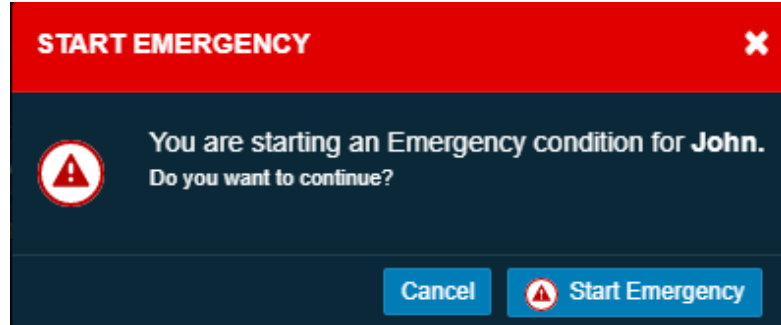 START EMERGENCY
You are starting an Emergency condition for John.
Do you want to continue?
Cancel
Start Emergency